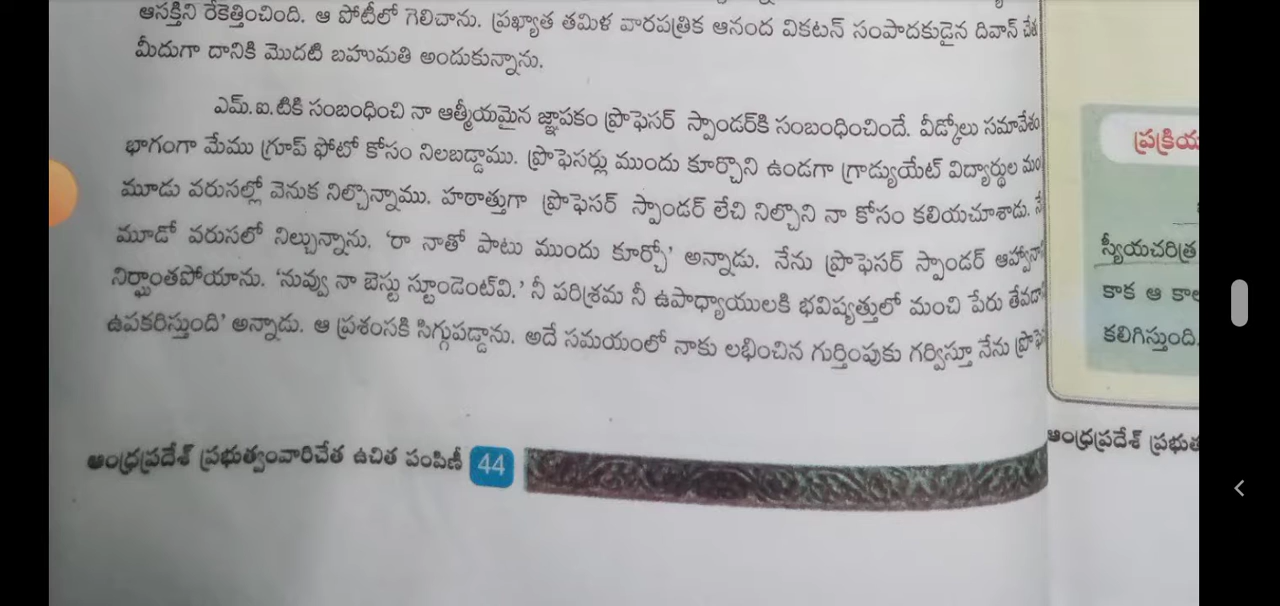 ఆసక్తిని రేకెత్తించింది. ఆ పోటీలో గెలిచాను. ప్రఖ్యాత తమిళ వారపత్రిక ఆనంద వికటన్ సంపాదకుడైన దివాన్ చేత
మీదుగా దానికి మొదటి బహుమతి అందుకున్నాను.
ఎమ్.ఐ.టికి సంబంధించి నా ఆత్మీయమైన జ్ఞాపకం ప్రొఫెసర్ స్పాండర్‌కి సంబంధించిందే. వీడ్కోలు సమావేశం
భాగంగా మేము గ్రూప్ ఫోటో కోసం నిలబడ్డాము. ప్రొఫెసర్లు ముందు కూర్చొని ఉండగా గ్రాడ్యుయేట్ విద్యార్థుల
మూడు వరుసల్లో వెనుక నిల్చొన్నాము. హఠాత్తుగా ప్రొఫెసర్ స్పాండర్ లేచి నిల్చొని నా కోసం కలియచూశాడు. నే
మూడో వరుసలో నిల్చున్నాను. ‘రా నాతో పాటు ముందు కూర్చో’ అన్నాడు. నేను ప్రొఫెసర్ స్పాండర్ ఆహ్వానా
నిర్ఘాంతపోయాను. ‘నువ్వు నా బెస్టు స్టూడెంట్‌వి.’ నీ పరిశ్రమ నీ ఉపాధ్యాయులకి భవిష్యత్తులో మంచి పేరు తేవడా
ఉపకరిస్తుంది’ అన్నాడు. ఆ ప్రశంసకి సిగ్గుపడ్డాను. అదే సమయంలో నాకు లభించిన గుర్తింపుకు గర్విస్తూ నేను ప్రొఫె
ఆంధ్రప్రదేశ్ ప్రభుత్వంవారిచేత ఉచిత పంపిణీ 44
ప్రక్రియ
స్వీయచరిత్ర
కాక ఆ కాల
కలిగిస్తుంది.
ఆంధ్రప్రదేశ్ ప్రభుత